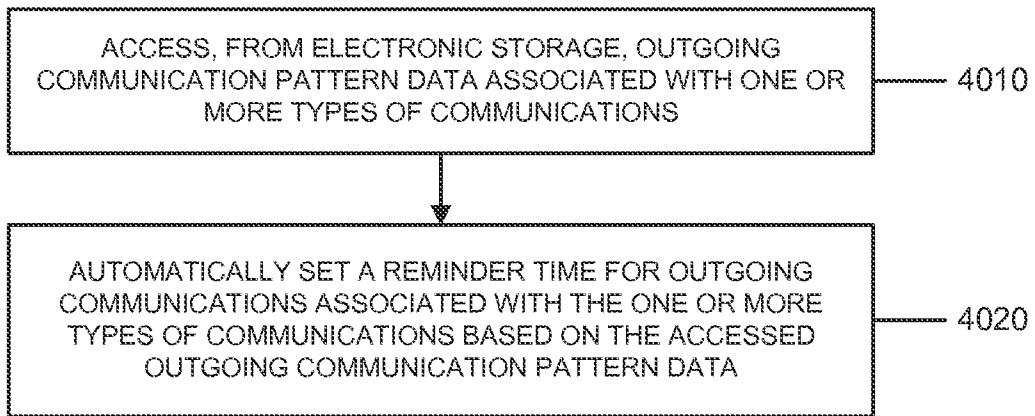 ACCESS, FROM ELECTRONIC STORAGE, OUTGOING
COMMUNICATION PATTERN DATA ASSOCIATED WITH ONE OR
MORE TYPES OF COMMUNICATIONS
4010
AUTOMATICALLY SET A REMINDER TIME FOR OUTGOING
COMMUNICATIONS ASSOCIATED WITH THE ONE OR MORE
TYPES OF COMMUNICATIONS BASED ON THE ACCESSED
OUTGOING COMMUNICATION PATTERN DATA
4020